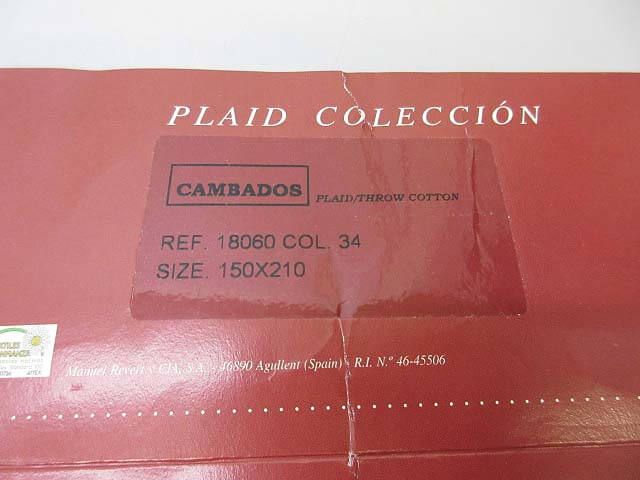 PLAID COLECCIÓN
CAMBADOS
PLAID/THROW COTTON
REF. 18060 COL. 34
SIZE. 150X210
Manuel Revert y CIA, S.A. - 46890 Agullent (Spain) - R.I. N.º 46-45506